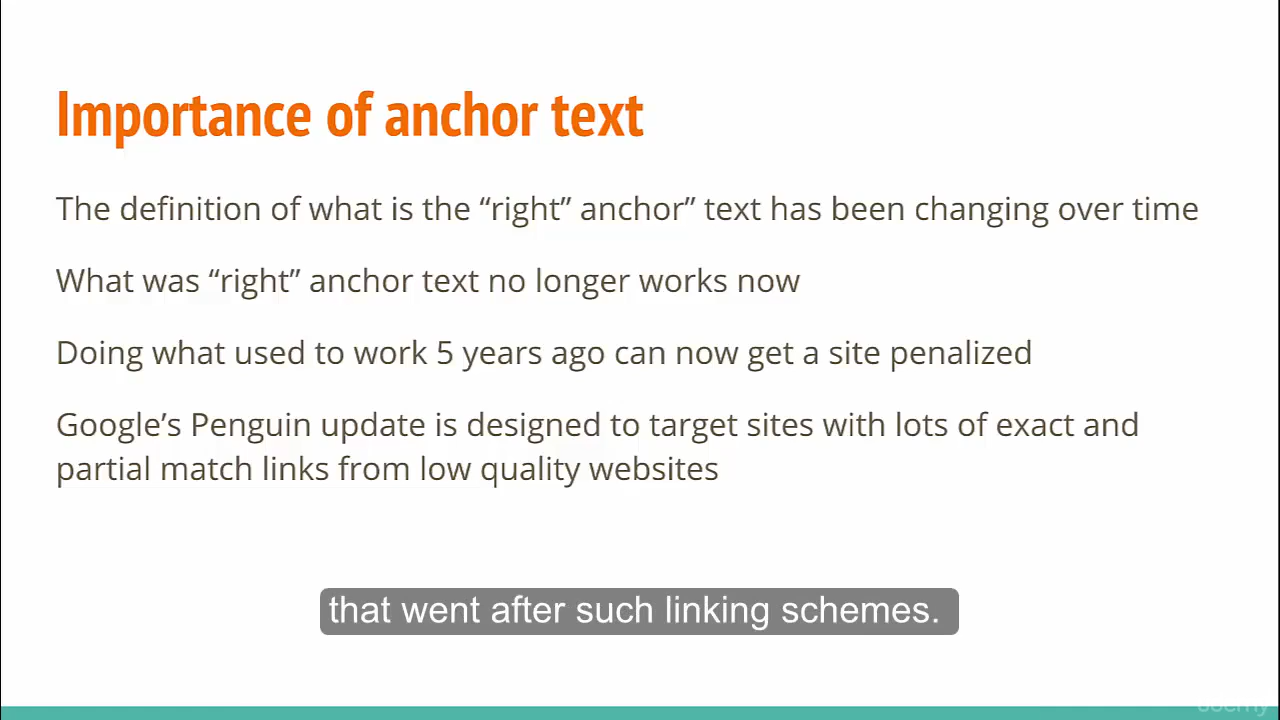 Importance of anchor text
The definition of what is the “right” anchor” text has been changing over time
What was “right” anchor text no longer works now
Doing what used to work 5 years ago can now get a site penalized
Google’s Penguin update is designed to target sites with lots of exact and
partial match links from low quality websites
that went after such linking schemes.